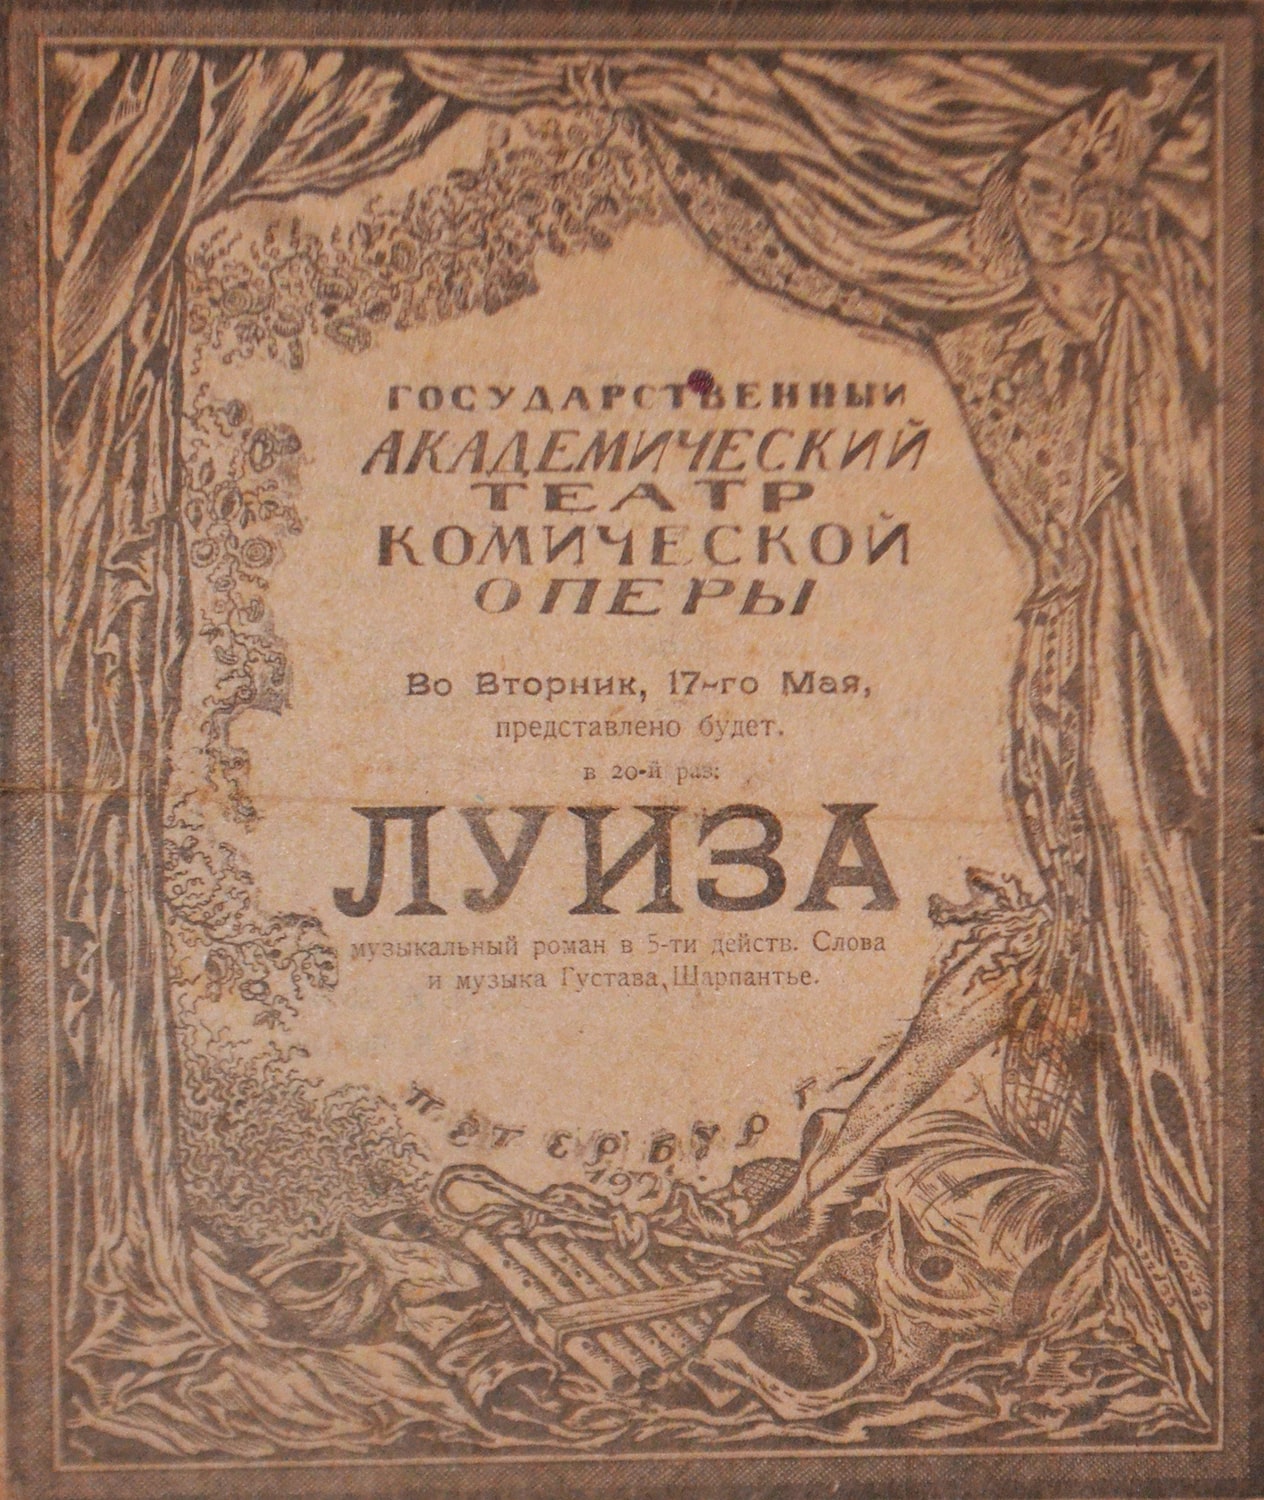 ГОСУДАРСТВЕННЫЙ
АКАДЕМИЧЕСКИЙ
ТЕАТР
КОМИЧЕСКОЙ
ОПЕРЫ
Во Вторник, 17-го Мая,
представлено будет.
в 20-й раз:
ЛУИЗА
музыкальный роман в 5-ти действ. Слова
и музыка Густава Шарпантье.
ПЕТЕРБУРГ